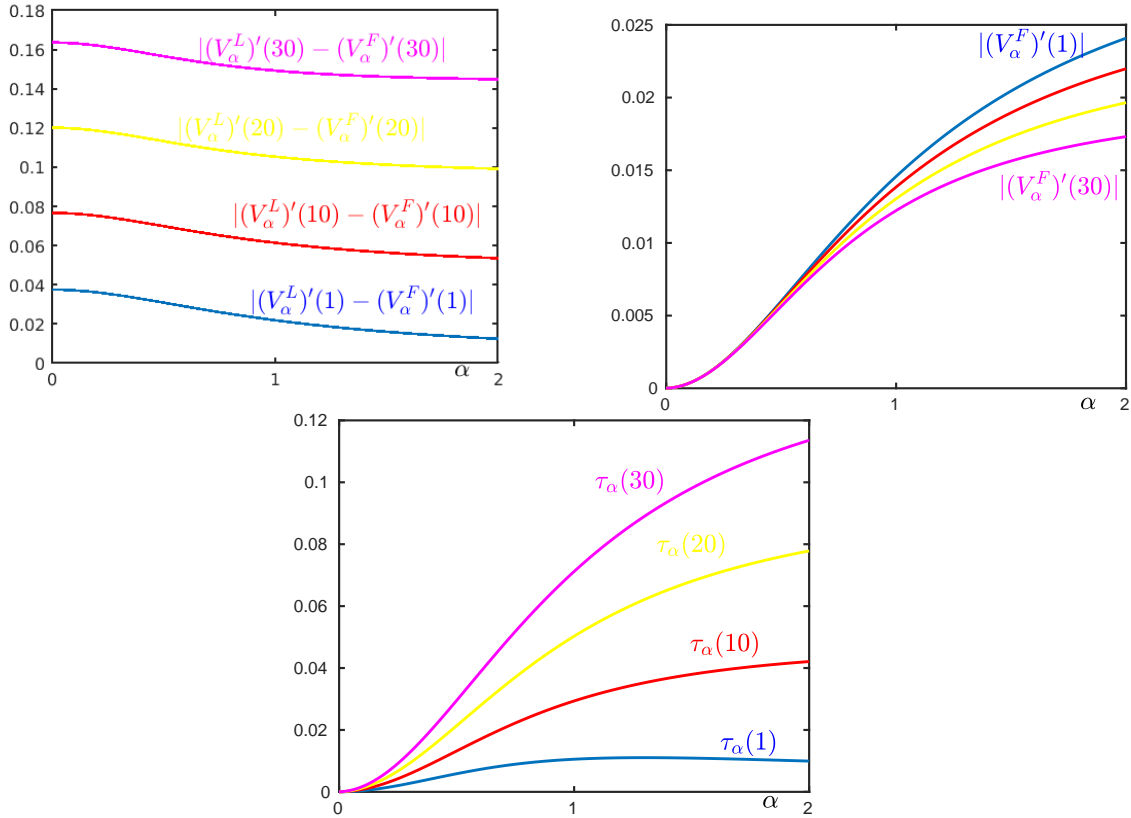 0.18
0.16
0.14
0.12
0.1
0.08
0.06
0.04
0.02
0
|(V_α^L)′(30) − (V_α^F)′(30)|
|(V_α^L)′(20) − (V_α^F)′(20)|
|(V_α^L)′(10) − (V_α^F)′(10)|
|(V_α^L)′(1) − (V_α^F)′(1)|
0 1 α 2
0.025
0.02
0.015
0.01
0.005
0
|(V_α^F)′(1)|
|(V_α^F)′(30)|
0 1 α 2
0.12
0.1
0.08
0.06
0.04
0.02
0
τ_α(30)
τ_α(20)
τ_α(10)
τ_α(1)
0 1 α 2